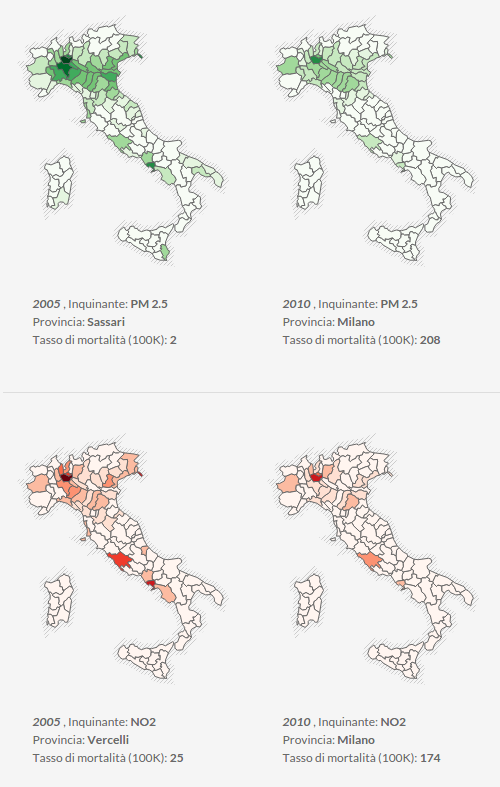 2005 , Inquinante: PM 2.5
Provincia: Sassari
Tasso di mortalità (100K): 2
2010 , Inquinante: PM 2.5
Provincia: Milano
Tasso di mortalità (100K): 208
2005 , Inquinante: NO2
Provincia: Vercelli
Tasso di mortalità (100K): 25
2010 , Inquinante: NO2
Provincia: Milano
Tasso di mortalità (100K): 174